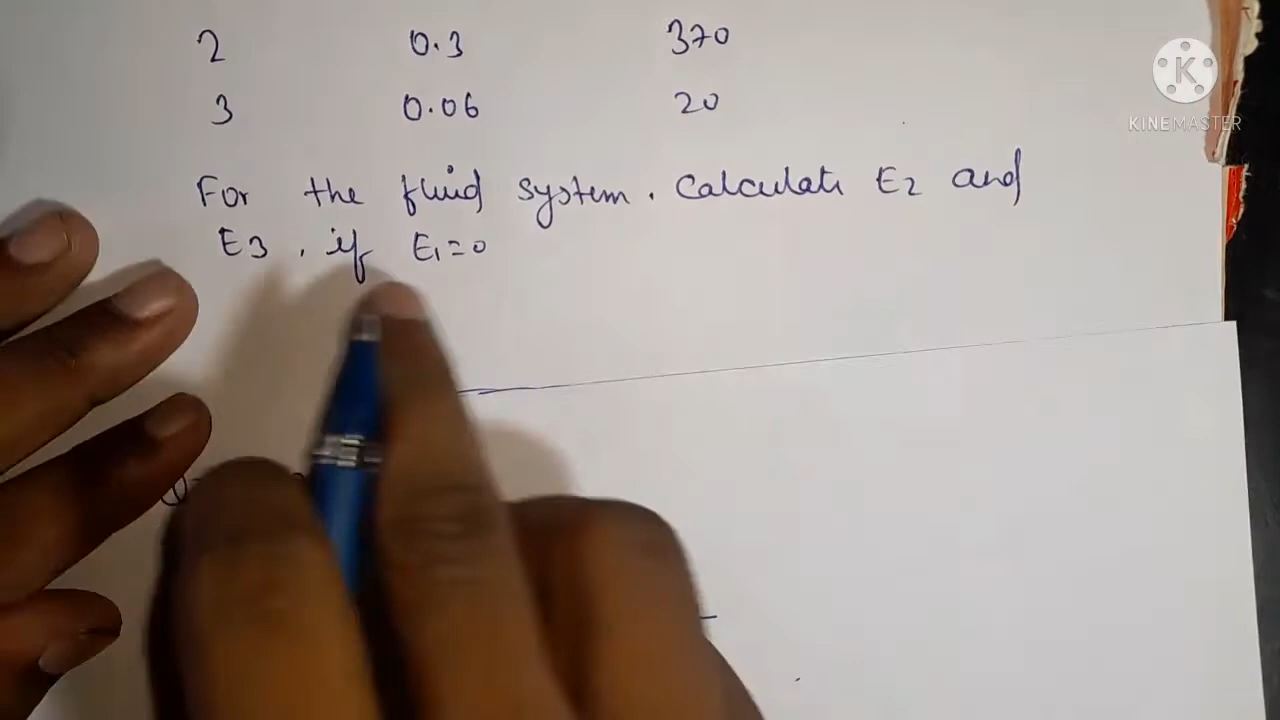 2 0.3 370
3 0.06 20
For the fluid system. Calculate E2 and
E3, if E1=0
K
KINEMASTER